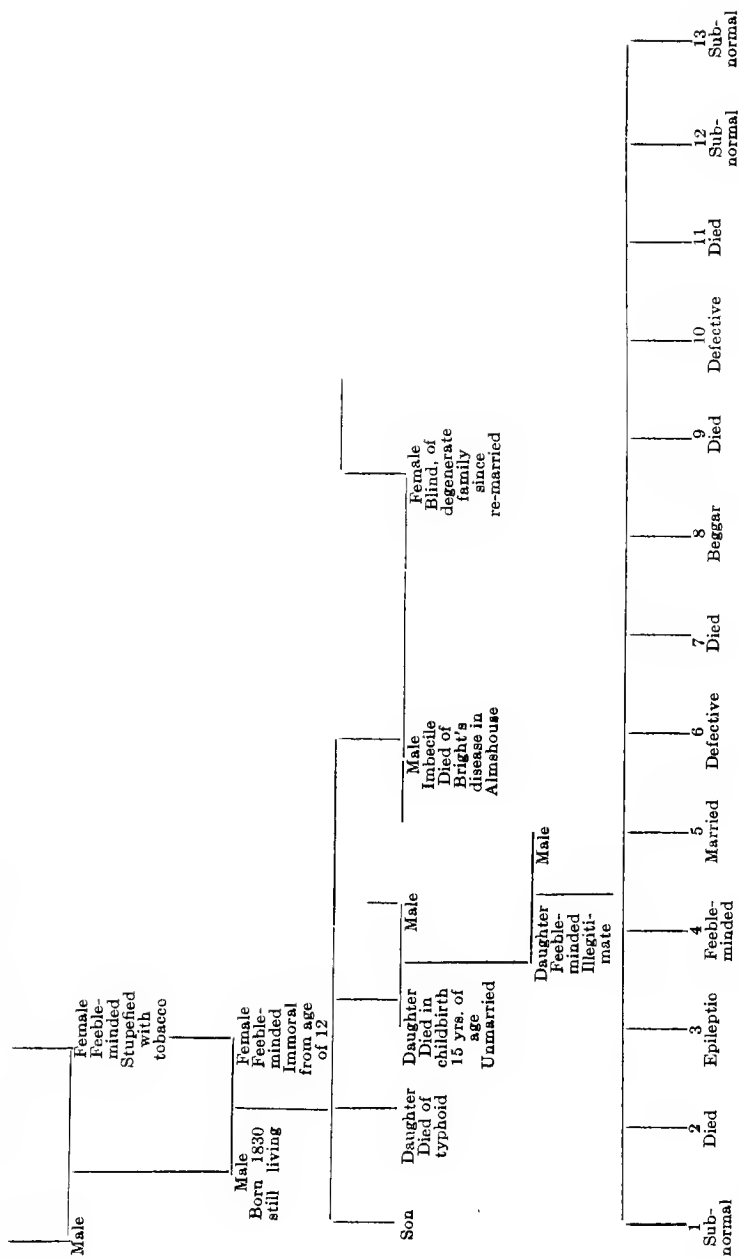 Male
Female
Feeble-
minded
Stupefied
with
tobacco
Male
Born 1830
still living
Female
Feeble-
minded
Immoral
from age
of 12
Son
Daughter
Died of
typhoid
Daughter
Died in
childbirth
15 yrs. of
age
Unmarried
Male
Male
Imbecile
Died of
Bright's
disease in
Almshouse
Female
Blind, of
degenerate
family
since
re-married
Daughter
Feeble-
minded
Illegiti-
mate
Male
1
Sub-
normal
2
Died
3
Epileptic
4
Feeble-
minded
5
Married
6
Defective
7
Died
8
Beggar
9
Died
10
Defective
11
Died
12
Sub-
normal
13
Sub-
normal